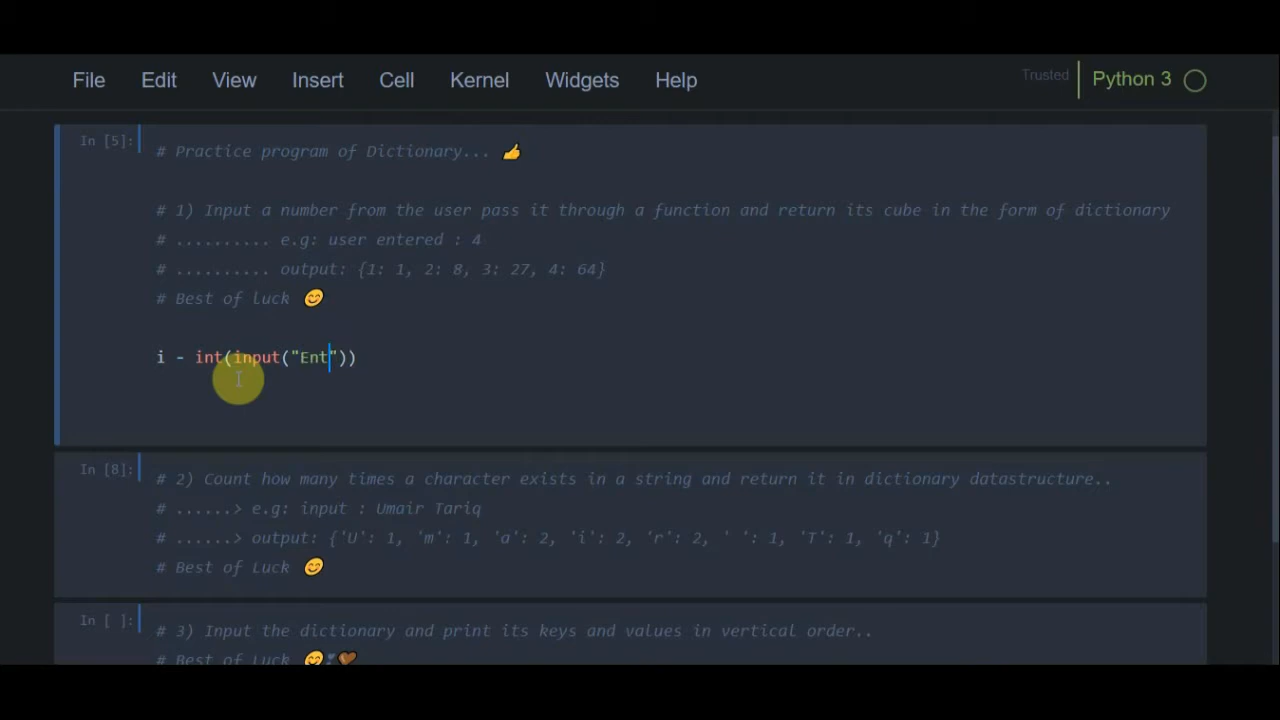 File Edit View Insert Cell Kernel Widgets Help Trusted Python 3
In [5]:
# Practice program of Dictionary... 👍
# 1) Input a number from the user pass it through a function and return its cube in the form of dictionary
# .......... e.g: user entered : 4
# .......... output: {1: 1, 2: 8, 3: 27, 4: 64}
# Best of Luck 😊
i - int(input("Ent"))
In [8]:
# 2) Count how many times a character exists in a string and return it in dictionary datastructure..
# ......> e.g: input : Umair Tariq
# ......> output: {'U': 1, 'm': 1, 'a': 2, 'i': 2, 'r': 2, ' ': 1, 'T': 1, 'q': 1}
# Best of Luck 😊
In [ ]:
# 3) Input the dictionary and print its keys and values in vertical order..
# Best of Luck 😊